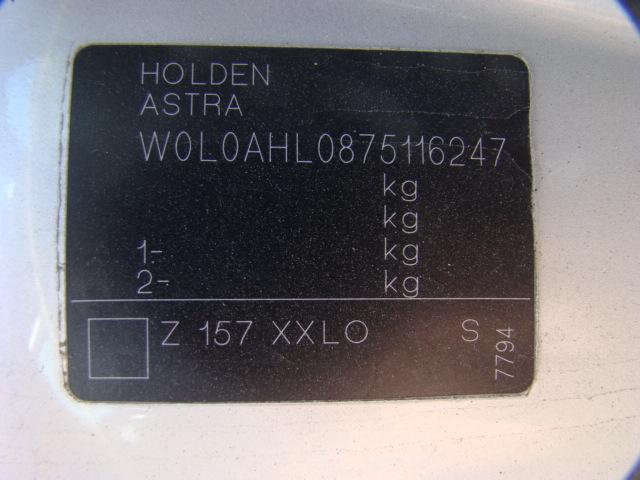 HOLDEN
ASTRA
W0L0AHL0875116247
kg
kg
1- kg
2- kg
Z 157 XXLO S
7794